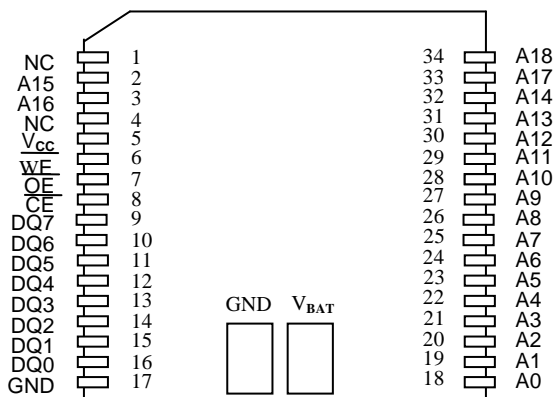 NC 1 34 A18
A15 2 33 A17
A16 3 32 A14
NC 4 31 A13
VCC 5 30 A12
WE 6 29 A11
OE 7 28 A10
CE 8 27 A9
DQ7 9 26 A8
DQ6 10 25 A7
DQ5 11 24 A6
DQ4 12 23 A5
DQ3 13 22 A4
DQ2 14 21 A3
DQ1 15 20 A2
DQ0 16 19 A1
GND 17 18 A0
GND VBAT